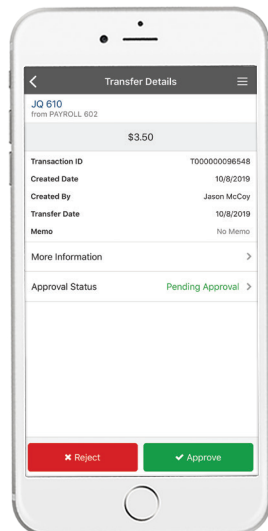 Transfer Details
JQ 610
from PAYROLL 602
$3.50
Transaction ID T000000096548
Created Date 10/8/2019
Created By Jason McCoy
Transfer Date 10/8/2019
Memo No Memo
More Information
Approval Status Pending Approval
Reject Approve